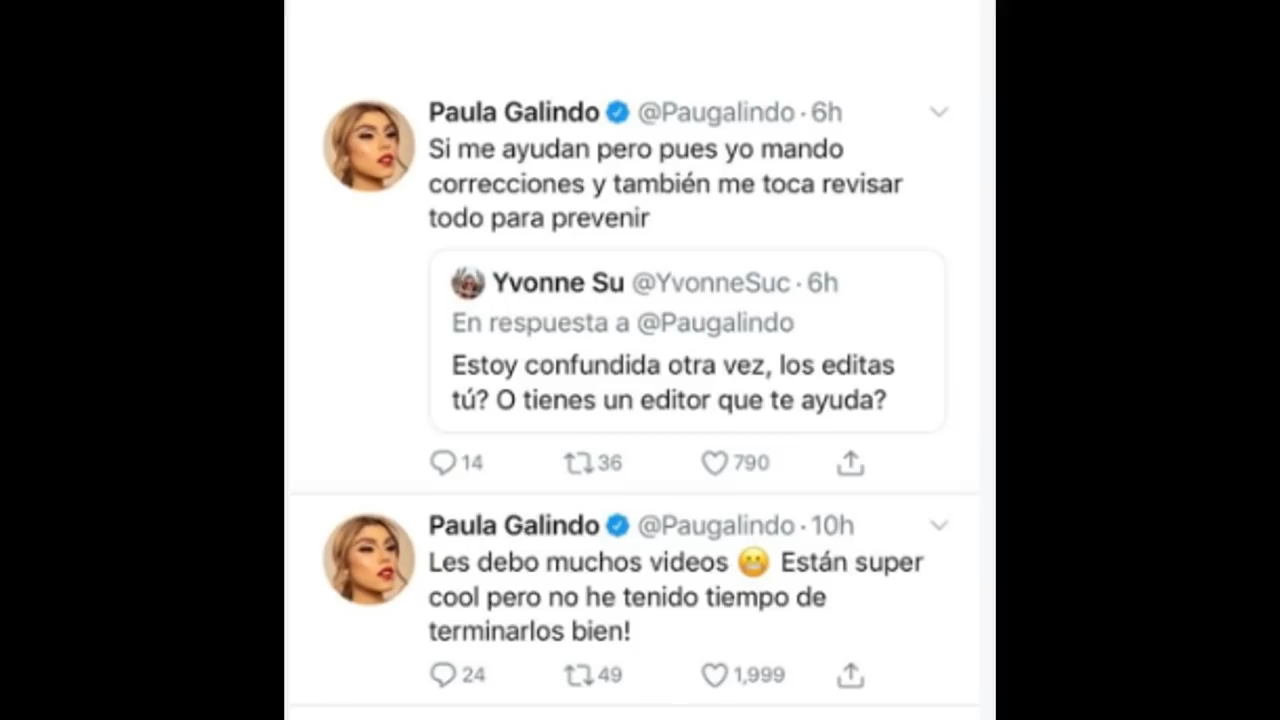 Paula Galindo @Paugalindo · 6h
Si me ayudan pero pues yo mando
correcciones y también me toca revisar
todo para prevenir
Yvonne Su @YvonneSuc · 6h
En respuesta a @Paugalindo
Estoy confundida otra vez, los editas
tú? O tienes un editor que te ayuda?
14 36 790
Paula Galindo @Paugalindo · 10h
Les debo muchos videos 😬 Están super
cool pero no he tenido tiempo de
terminarlos bien!
24 49 1,999